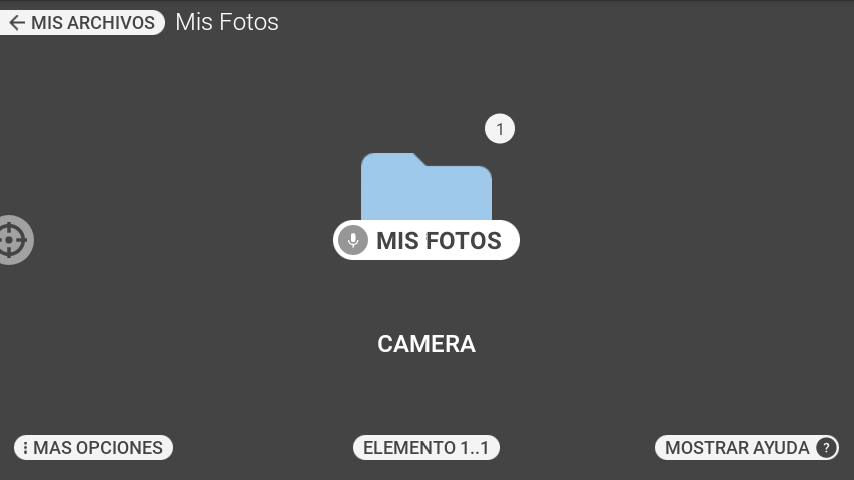 MIS ARCHIVOS
Mis Fotos
1
MIS FOTOS
CAMERA
MAS OPCIONES
ELEMENTO 1..1
MOSTRAR AYUDA ?